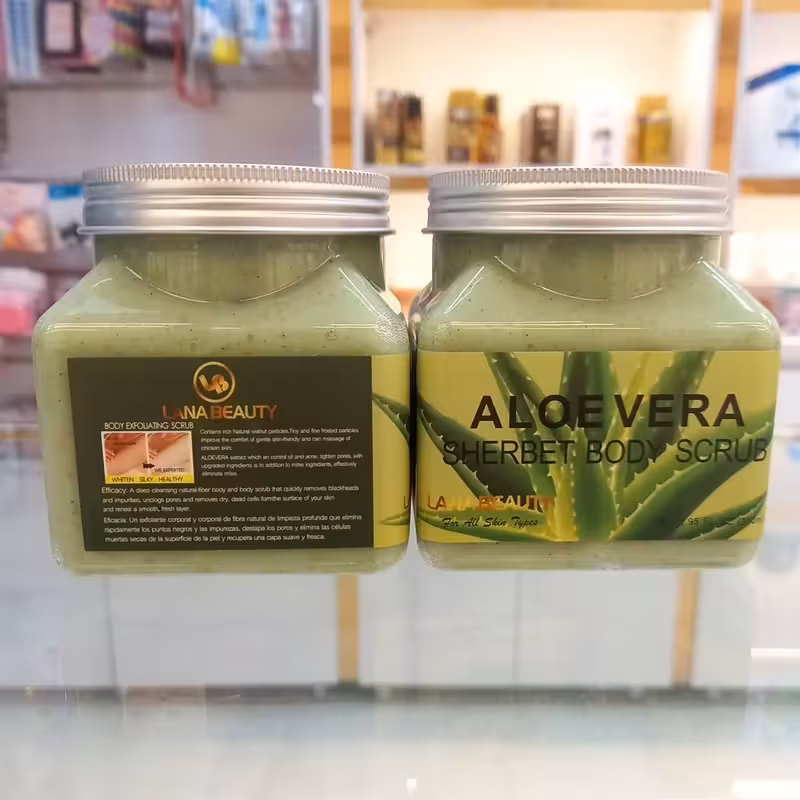 LANA BEAUTY
BODY EXFOLIATING SCRUB
Contains rich Natural walnut particles,Tiny and fine frosted particles
improve the comfort of gentle skin-friendly and can massage of
chicken skin.
ALOEVERA extract which an control oil and acne, tighten pores, with
upgraded ingredients is in addition to mites ingredients, effectively
eliminate mites.
WHITEN SILKY HEALTHY
Efficacy: A deep cleansing natural-fiber body and body scrub that quickly removes blackheads
and impurities, unclogs pores and removes dry, dead cells fornthe surface of your skin
and reneal a smooth, fresh layer.
Eficacia: Un exfoliante corporal y corporal de fibra natural de limpieza profunda que elimina
rápidamente los puntos negros y las impurezas, destapa los poros y elimina las células
muertas secas de la superficie de la piel y recupera una capa suave y fresca.
ALOE VERA
SHERBET BODY SCRUB
LANA BEAUTY
For All Skin Types